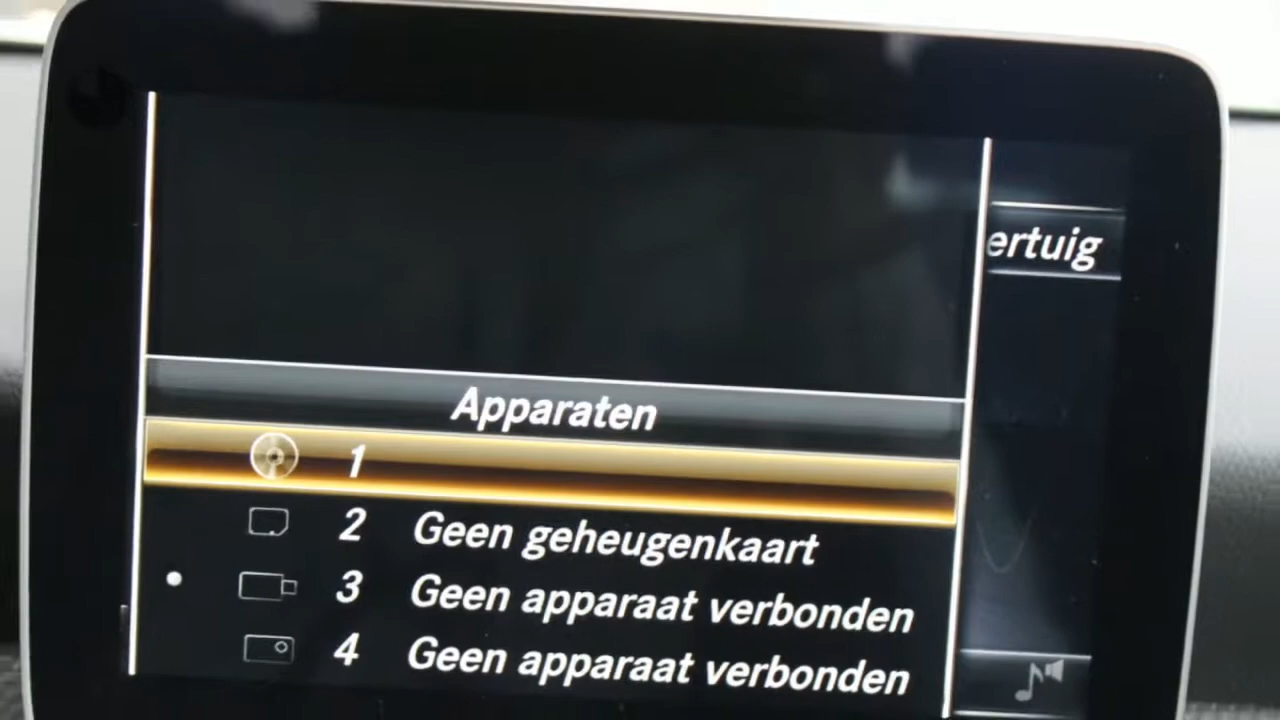 ertuig
Apparaten
1
2 Geen geheugenkaart
3 Geen apparaat verbonden
4 Geen apparaat verbonden